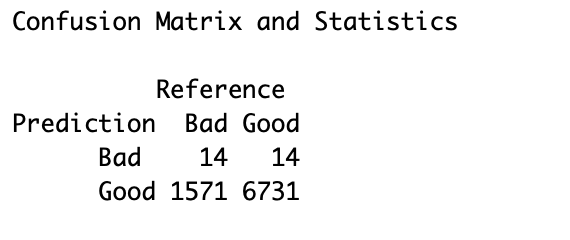 Confusion Matrix and Statistics
Reference
Prediction Bad Good
Bad 14 14
Good 1571 6731